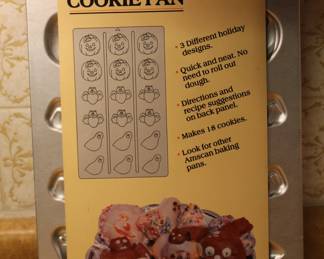 COOKIE PAN
• 3 Different holiday
designs.
• Quick and neat. No
need to roll out
dough.
• Directions and
recipe suggestions
on back panel.
• Makes 18 cookies.
• Look for other
Amscan baking
pans.